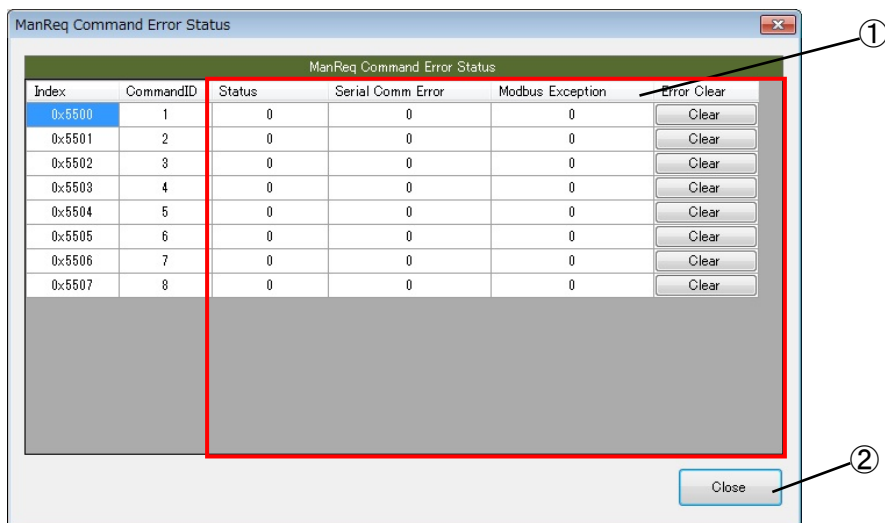 ManReq Command Error Status
①
ManReq Command Error Status
Index CommandID Status Serial Comm Error Modbus Exception Error Clear
0x5500 1 0 0 0 Clear
0x5501 2 0 0 0 Clear
0x5502 3 0 0 0 Clear
0x5503 4 0 0 0 Clear
0x5504 5 0 0 0 Clear
0x5505 6 0 0 0 Clear
0x5506 7 0 0 0 Clear
0x5507 8 0 0 0 Clear
②
Close